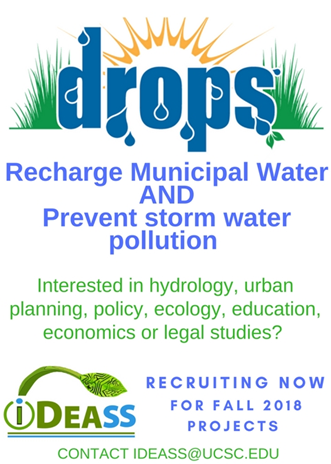 drops
Recharge Municipal Water
AND
Prevent storm water
pollution
Interested in hydrology, urban
planning, policy, ecology, education,
economics or legal studies?
iDEASS
RECRUITING NOW
FOR FALL 2018
PROJECTS
CONTACT IDEASS@UCSC.EDU